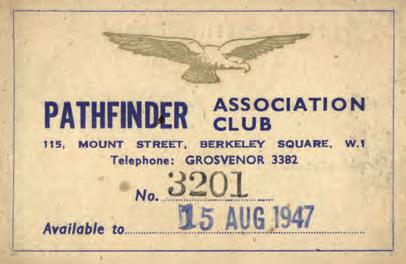 PATHFINDER ASSOCIATION CLUB
115, MOUNT STREET, BERKELEY SQUARE, W.1
Telephone: GROSVENOR 3382
No. 3201
Available to 15 AUG 1947